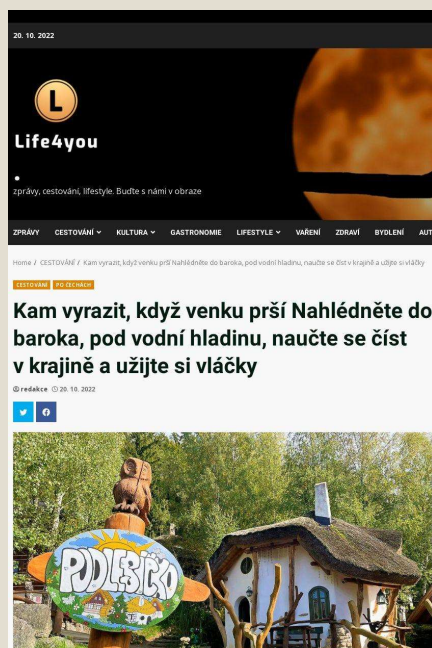 20. 10. 2022
L
Life4you
zprávy, cestování, lifestyle. Buďte s námi v obraze
ZPRÁVY CESTOVÁNÍ KULTURA GASTRONOMIE LIFESTYLE VAŘENÍ ZDRAVÍ BYDLENÍ AUT
Home / CESTOVÁNÍ / Kam vyrazit, když venku prší Nahlédněte do baroka, pod vodní hladinu, naučte se číst v krajině a užijte si vláčky
CESTOVÁNÍ PO ČECHÁCH
Kam vyrazit, když venku prší Nahlédněte do
baroka, pod vodní hladinu, naučte se číst
v krajině a užijte si vláčky
redakce 20. 10. 2022
PODLESÍČKO